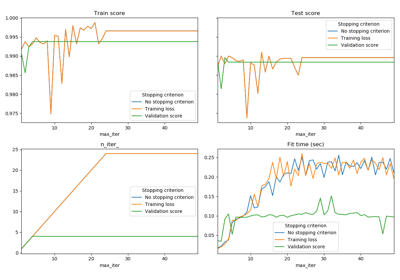 Train score
1.000
0.995
0.990
0.985
0.980
0.975
Stopping criterion
No stopping criterion
Training loss
Validation score
10 20 30 40
max_iter
Test score
Stopping criterion
No stopping criterion
Training loss
Validation score
10 20 30 40
max_iter
n_iter_
25
20
15
10
5
0
Stopping criterion
No stopping criterion
Training loss
Validation score
10 20 30 40
max_iter
Fit time (sec)
0.25
0.20
0.15
0.10
0.05
Stopping criterion
No stopping criterion
Training loss
Validation score
10 20 30 40
max_iter